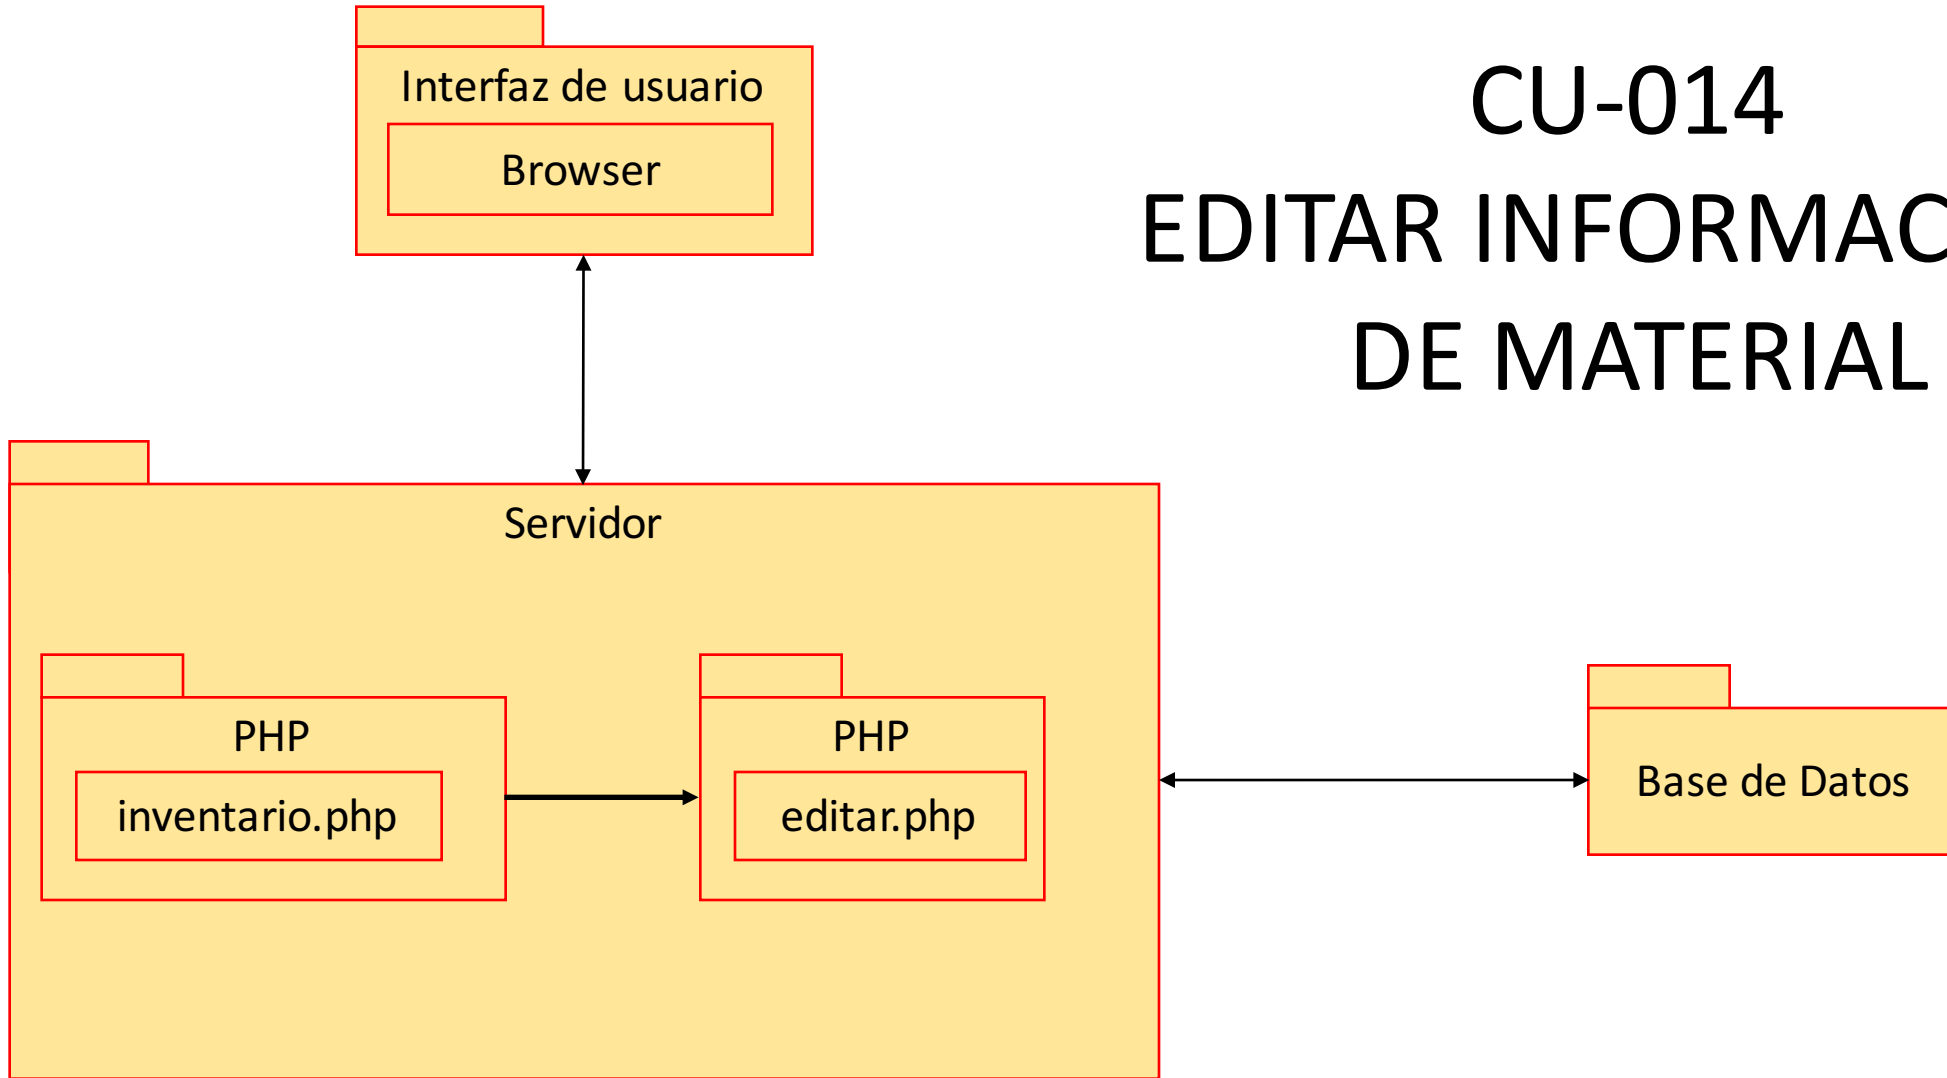 Interfaz de usuario
Browser
CU-014
EDITAR INFORMAC
DE MATERIAL
Servidor
PHP
inventario.php
PHP
editar.php
Base de Datos